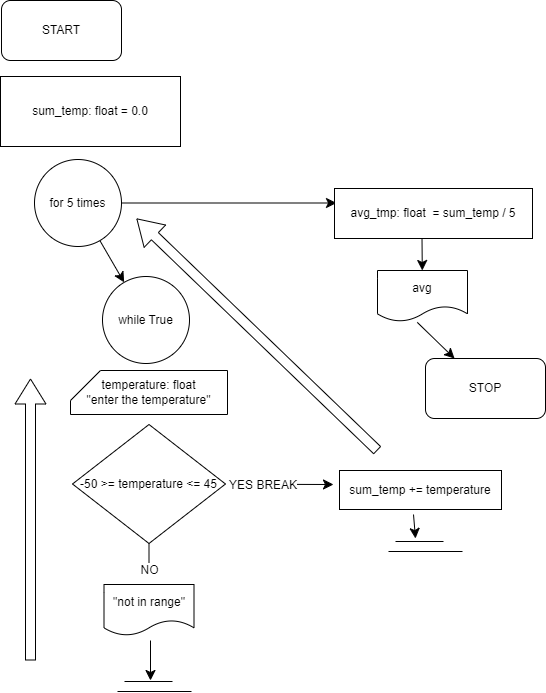 START
sum_temp: float = 0.0
for 5 times
avg_tmp: float = sum_temp / 5
avg
while True
STOP
temperature: float
"enter the temperature"
-50 >= temperature <= 45
YES BREAK
sum_temp += temperature
NO
"not in range"